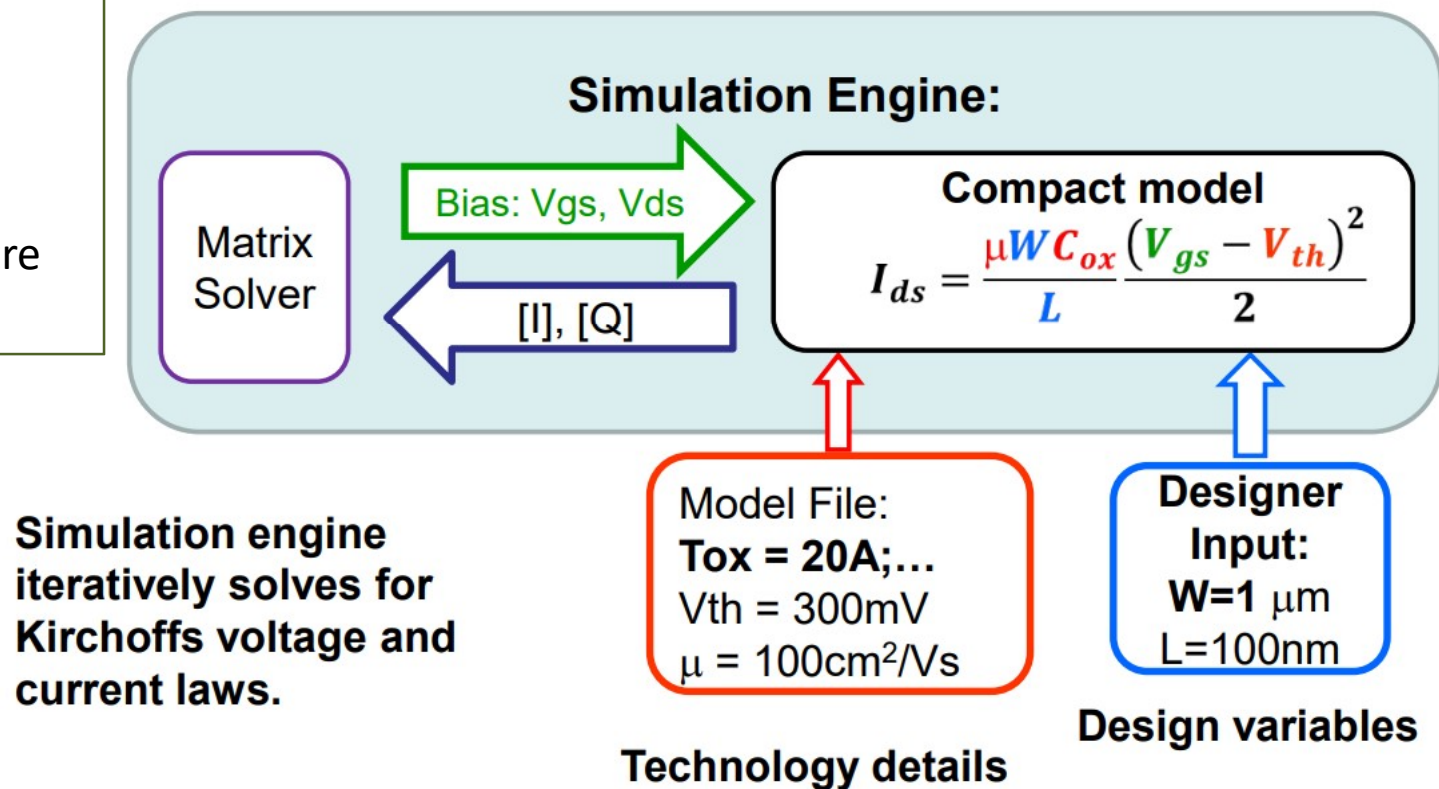 re
Simulation Engine:
Matrix
Solver
Bias: Vgs, Vds
[I], [Q]
Compact model
I_ds = μWC_ox/L (V_gs − V_th)²/2
Simulation engine
iteratively solves for
Kirchoffs voltage and
current laws.
Model File:
Tox = 20A;...
Vth = 300mV
μ = 100cm²/Vs
Technology details
Designer
Input:
W=1 μm
L=100nm
Design variables